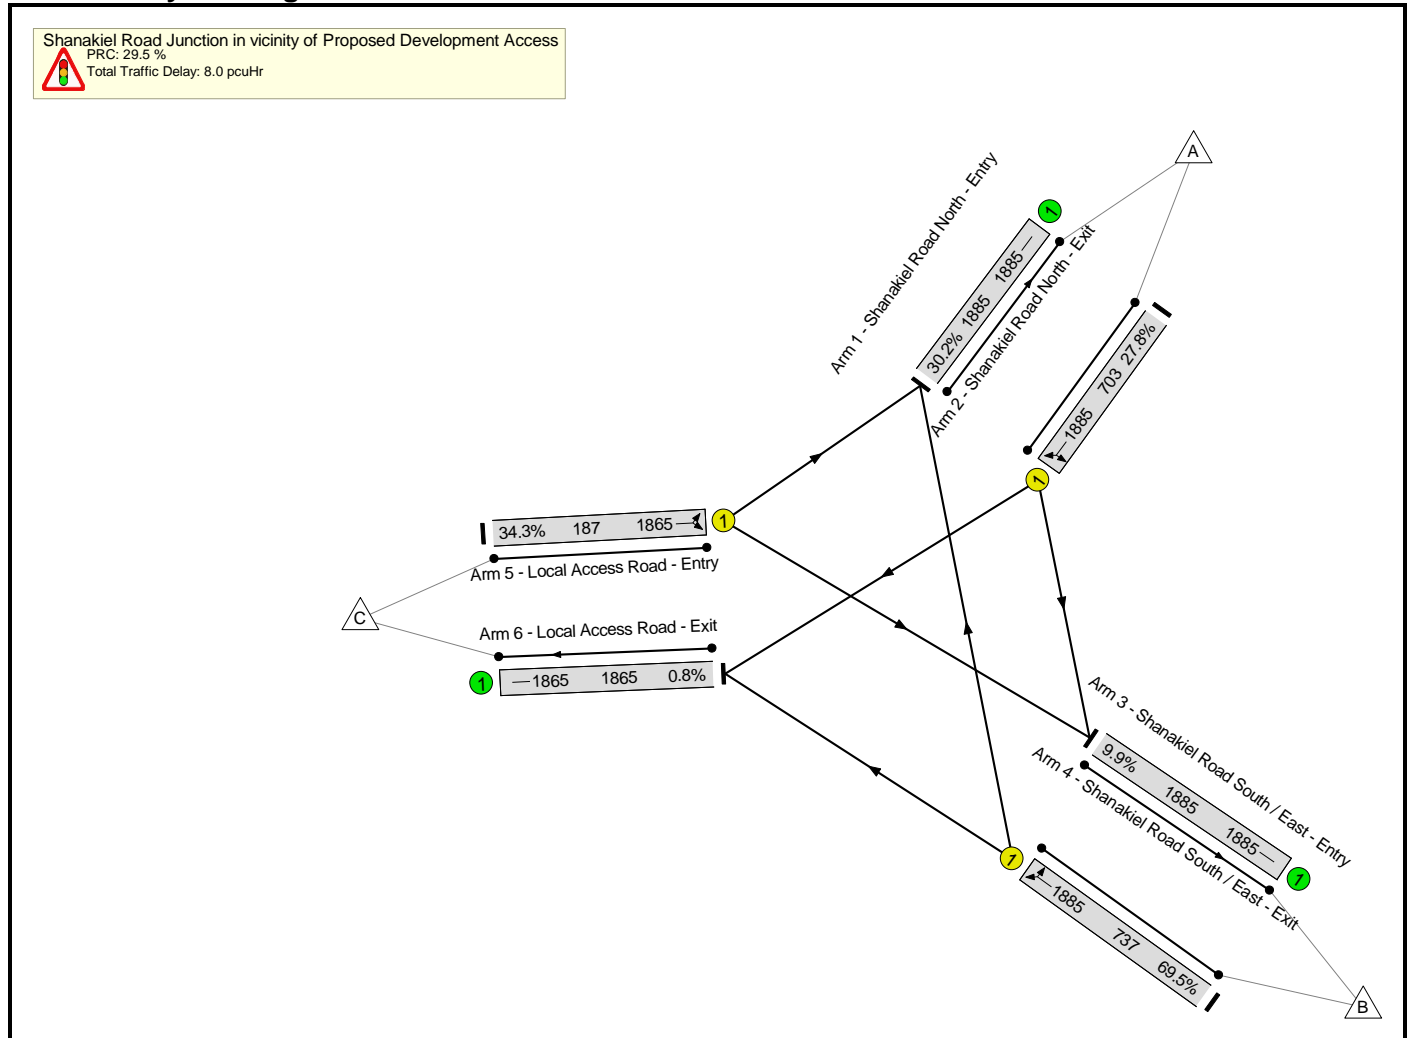 Shanakiel Road Junction in vicinity of Proposed Development Access
PRC: 29.5 %
Total Traffic Delay: 8.0 pcuHr
A
Arm 1 - Shanakiel Road North - Entry
1
30.2% 1885 1885
Arm 2 - Shanakiel Road North - Exit
1885 703 27.8%
1
34.3% 187 1865
1
Arm 5 - Local Access Road - Entry
C
Arm 6 - Local Access Road - Exit
1
1865 1865 0.8%
Arm 3 - Shanakiel Road South / East - Entry
9.9% 1885 1885
1
Arm 4 - Shanakiel Road South / East - Exit
1
1885 737 69.5%
B